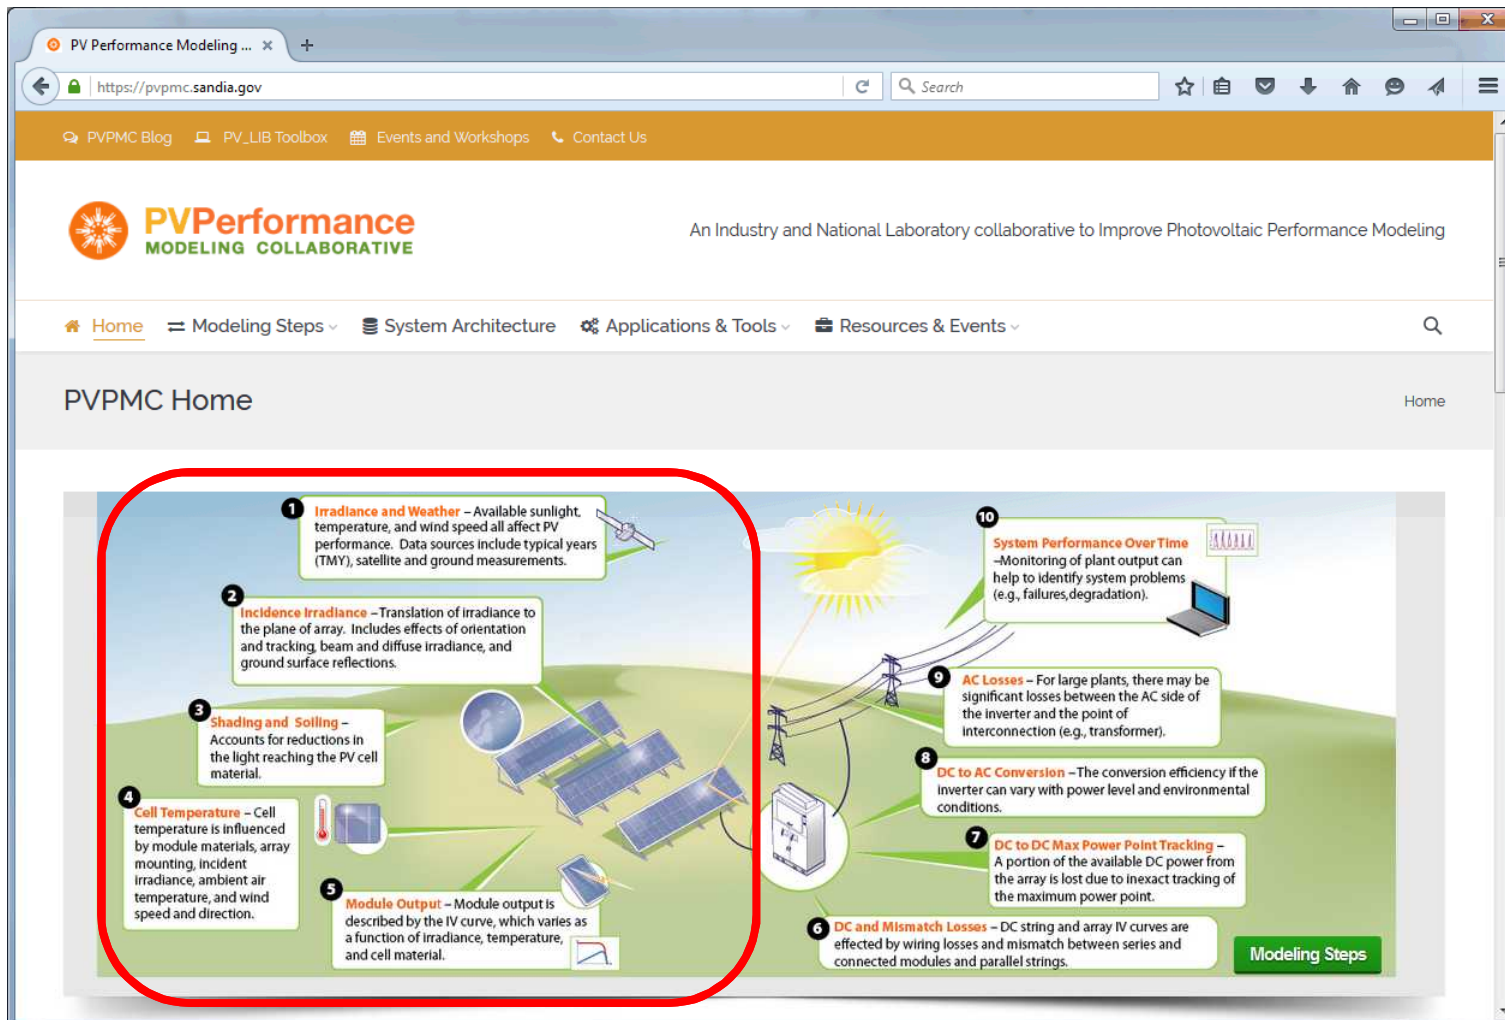 PV Performance Modeling ...
https://pvpmc.sandia.gov
Search
PVPMC Blog PV_LIB Toolbox Events and Workshops Contact Us
PVPerformance
MODELING COLLABORATIVE
An Industry and National Laboratory collaborative to Improve Photovoltaic Performance Modeling
Home Modeling Steps System Architecture Applications & Tools Resources & Events
PVPMC Home
Home
1
Irradiance and Weather – Available sunlight,
temperature, and wind speed all affect PV
performance. Data sources include typical years
(TMY), satellite and ground measurements.
2
Incidence Irradiance –Translation of irradiance to
the plane of array. Includes effects of orientation
and tracking, beam and diffuse irradiance, and
ground surface reflections.
3
Shading and Soiling –
Accounts for reductions in
the light reaching the PV cell
material.
4
Cell Temperature – Cell
temperature is influenced
by module materials, array
mounting, incident
irradiance, ambient air
temperature, and wind
speed and direction.
5
Module Output – Module output is
described by the IV curve, which varies as
a function of irradiance, temperature,
and cell material.
10
System Performance Over Time
–Monitoring of plant output can
help to identify system problems
(e.g., failures,degradation).
9
AC Losses – For large plants, there may be
significant losses between the AC side of
the inverter and the point of
interconnection (e.g., transformer).
8
DC to AC Conversion –The conversion efficiency if the
inverter can vary with power level and environmental
conditions.
7
DC to DC Max Power Point Tracking –
A portion of the available DC power from
the array is lost due to inexact tracking of
the maximum power point.
6
DC and Mismatch Losses – DC string and array IV curves are
effected by wiring losses and mismatch between series and
connected modules and parallel strings.
Modeling Steps